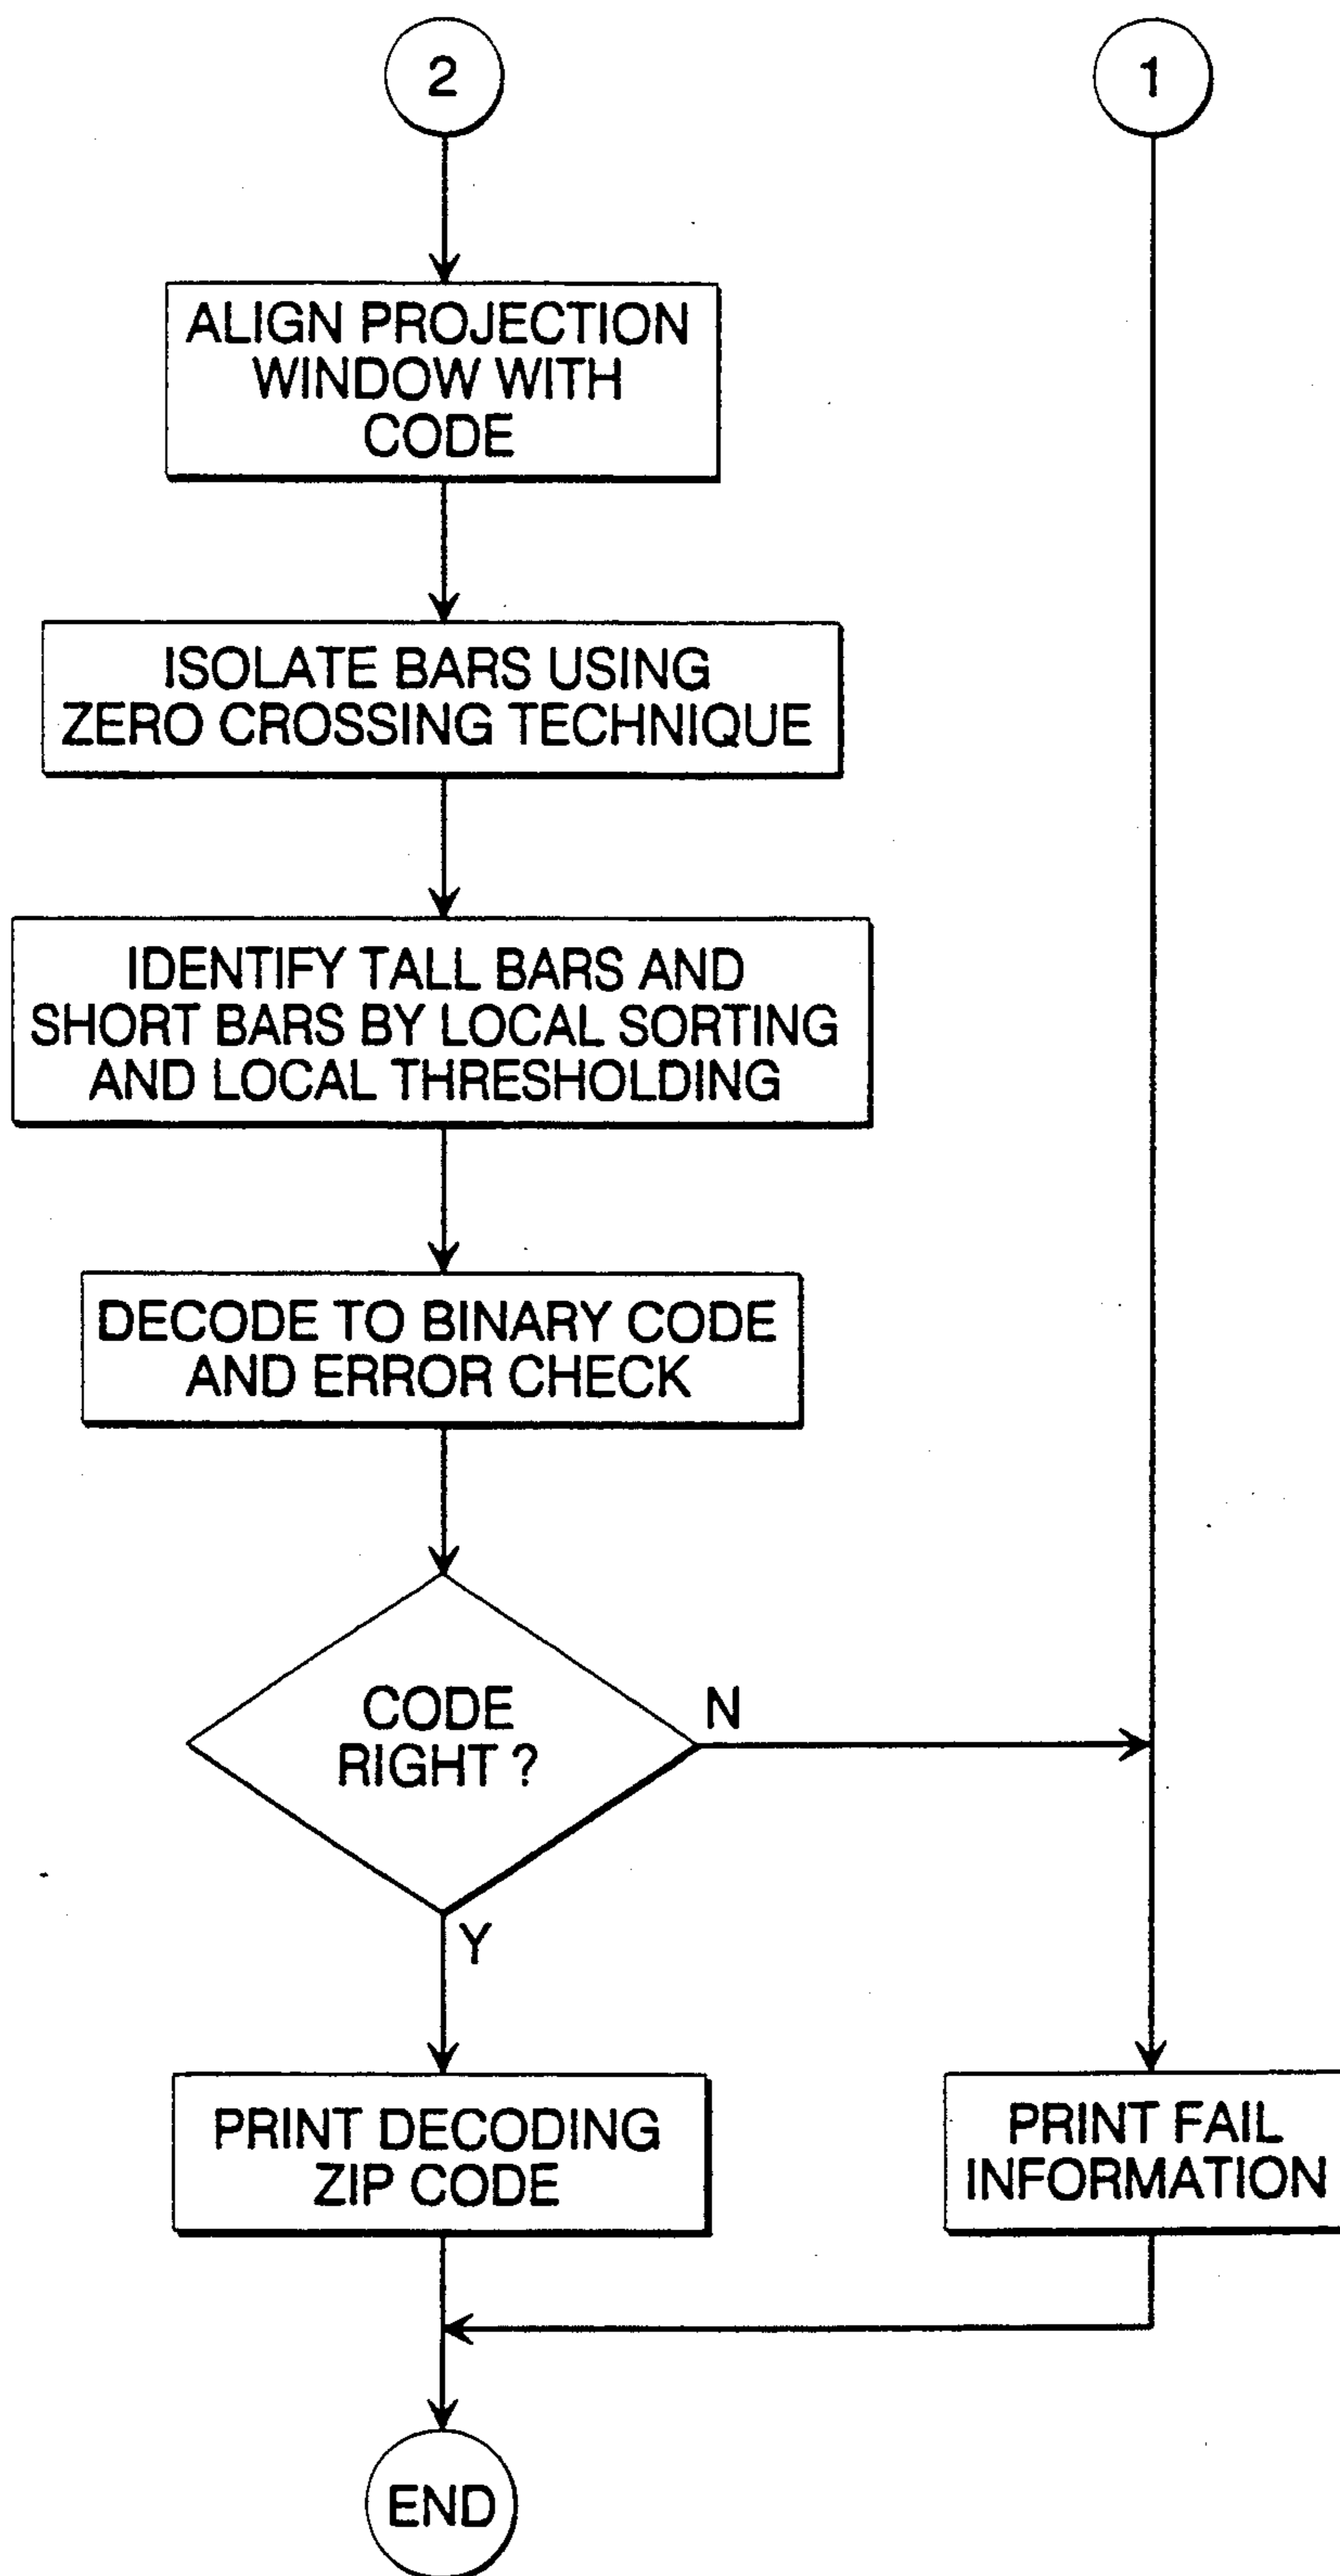 2
1
ALIGN PROJECTION
WINDOW WITH
CODE
ISOLATE BARS USING
ZERO CROSSING TECHNIQUE
IDENTIFY TALL BARS AND
SHORT BARS BY LOCAL SORTING
AND LOCAL THRESHOLDING
DECODE TO BINARY CODE
AND ERROR CHECK
CODE
RIGHT ?
N
Y
PRINT DECODING
ZIP CODE
PRINT FAIL
INFORMATION
END